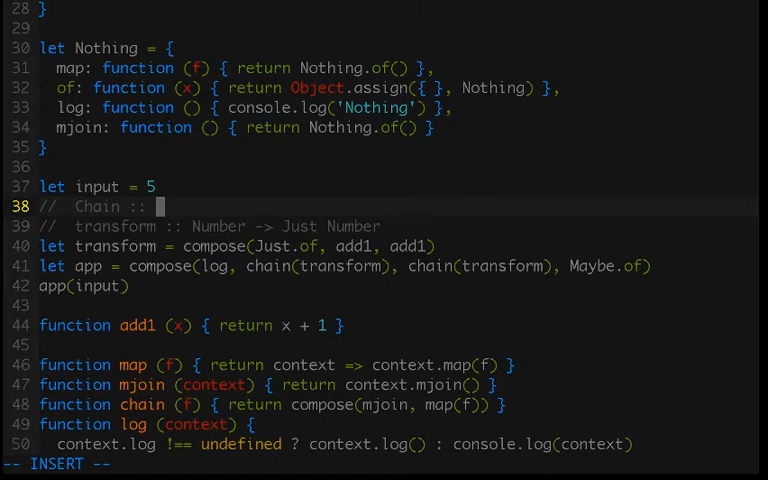 28 }
29
30 let Nothing = {
31   map: function (f) { return Nothing.of() },
32   of: function (x) { return Object.assign({ }, Nothing) },
33   log: function () { console.log('Nothing') },
34   mjoin: function () { return Nothing.of() }
35 }
36
37 let input = 5
38 //  Chain ::
39 //  transform :: Number -> Just Number
40 let transform = compose(Just.of, add1, add1)
41 let app = compose(log, chain(transform), chain(transform), Maybe.of)
42 app(input)
43
44 function add1 (x) { return x + 1 }
45
46 function map (f) { return context => context.map(f) }
47 function mjoin (context) { return context.mjoin() }
48 function chain (f) { return compose(mjoin, map(f)) }
49 function log (context) {
50   context.log !== undefined ? context.log() : console.log(context)
-- INSERT --